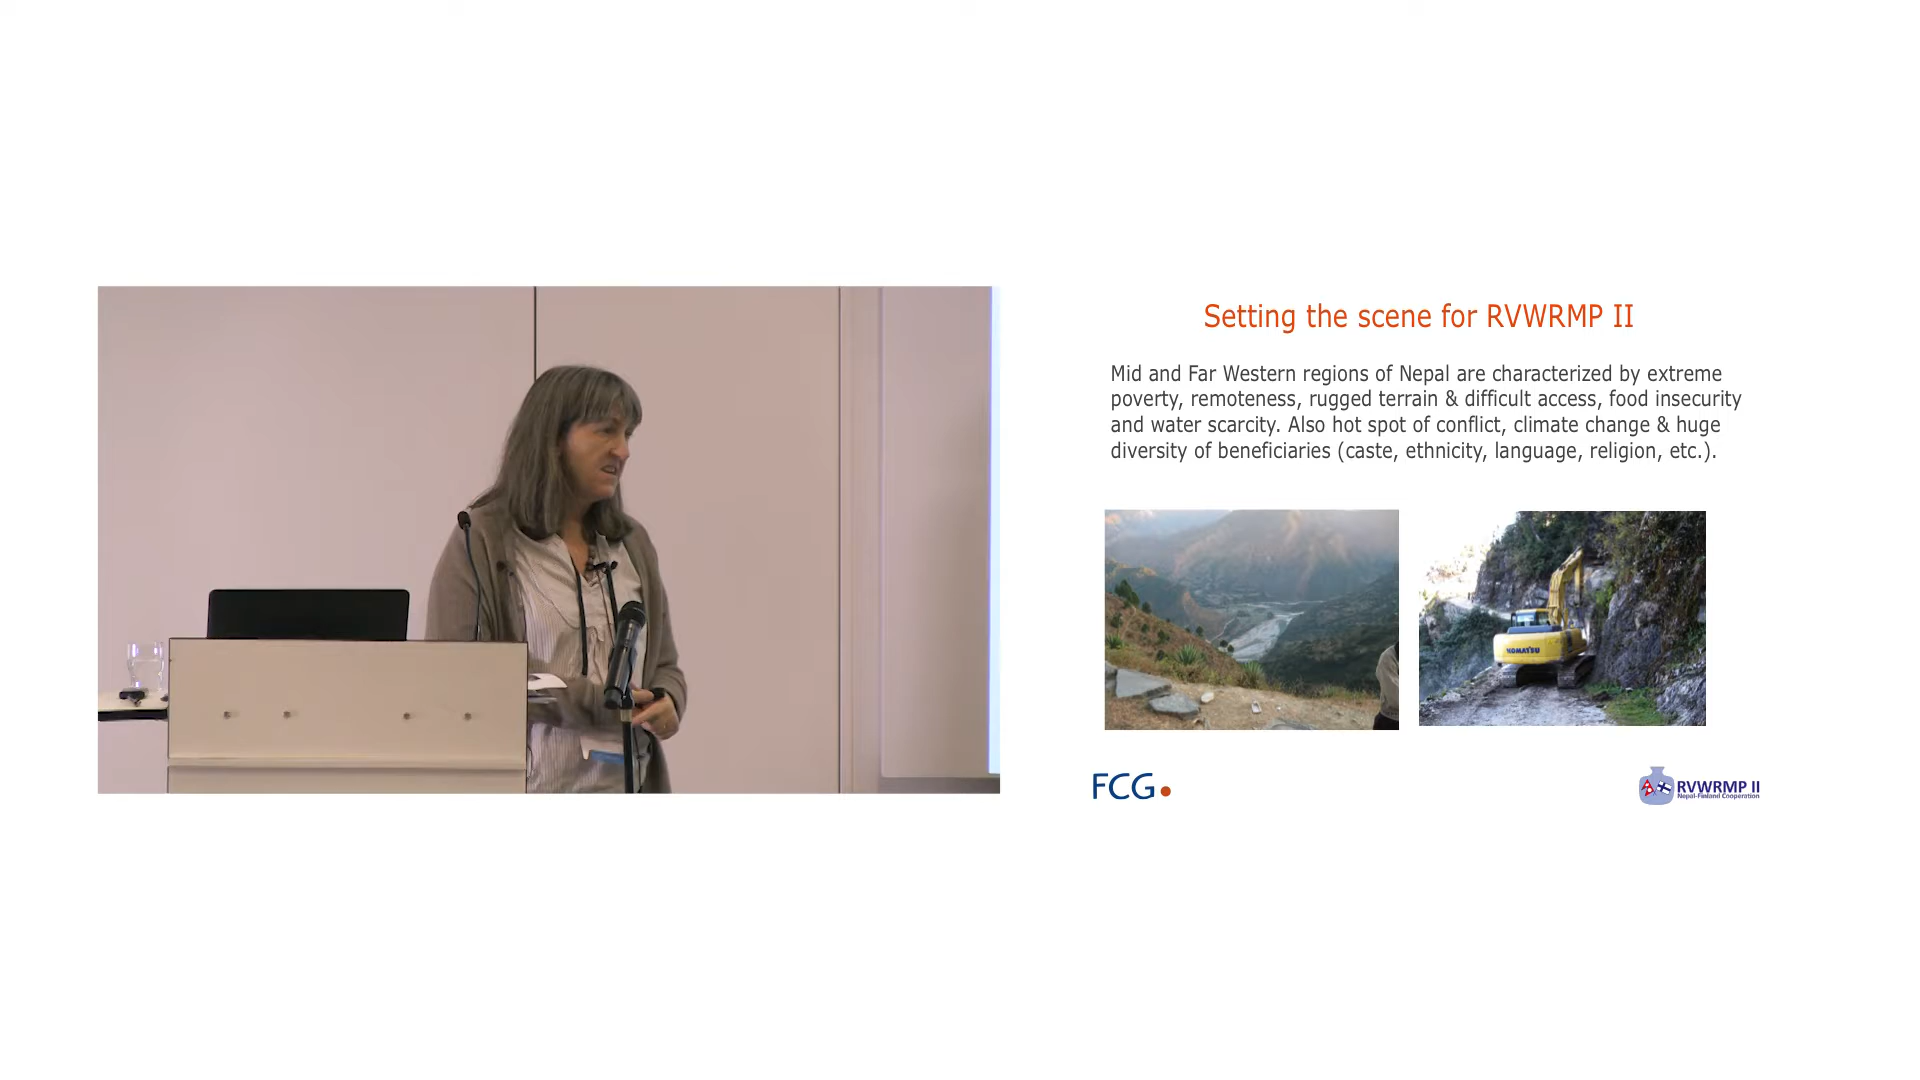 Setting the scene for RVWRMP II
Mid and Far Western regions of Nepal are characterized by extreme
poverty, remoteness, rugged terrain & difficult access, food insecurity
and water scarcity. Also hot spot of conflict, climate change & huge
diversity of beneficiaries (caste, ethnicity, language, religion, etc.).
KOMATSU
FCG
RVWRMP II
Nepal-Finland Cooperation